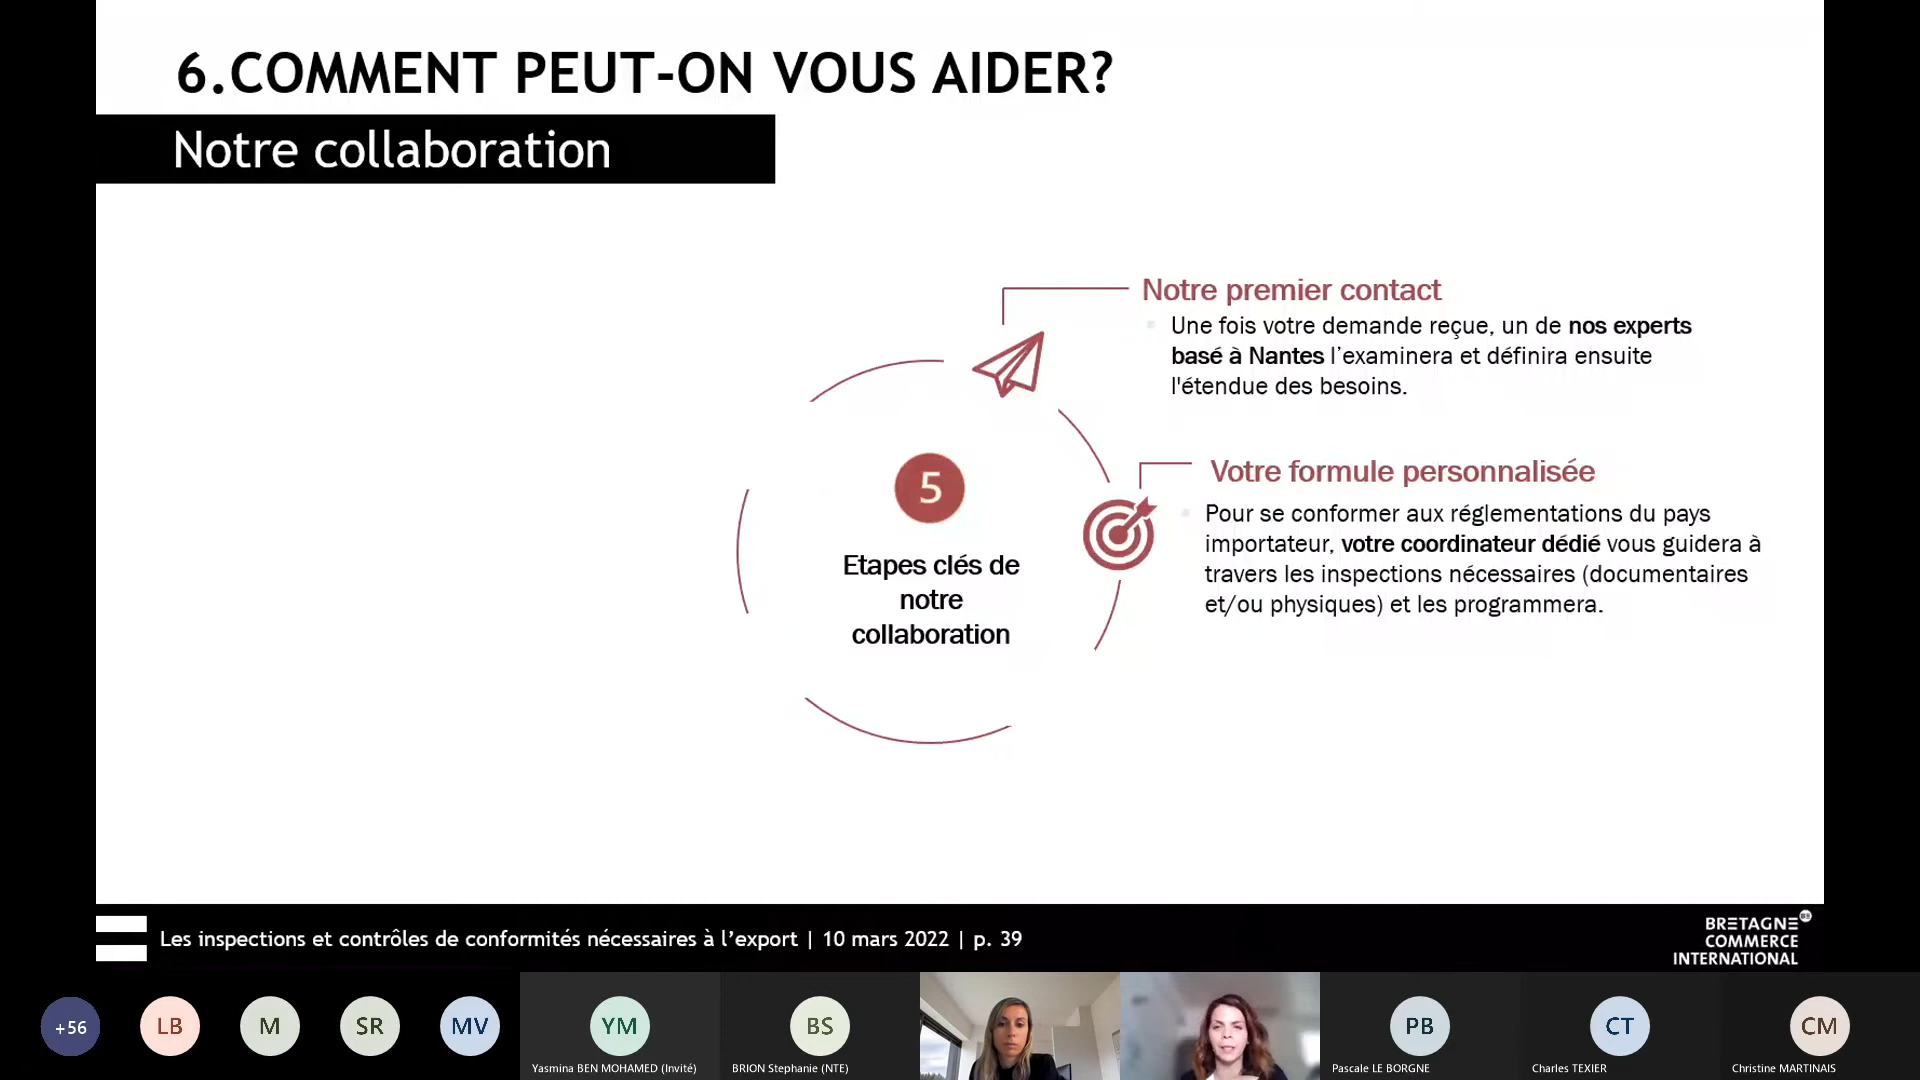 6.COMMENT PEUT-ON VOUS AIDER?
Notre collaboration
Notre premier contact
Une fois votre demande reçue, un de nos experts
basé à Nantes l’examinera et définira ensuite
l'étendue des besoins.
Votre formule personnalisée
Pour se conformer aux réglementations du pays
importateur, votre coordinateur dédié vous guidera à
travers les inspections nécessaires (documentaires
et/ou physiques) et les programmera.
5
Etapes clés de
notre
collaboration
Les inspections et contrôles de conformités nécessaires à l’export | 10 mars 2022 | p. 39
BRETAGNE
COMMERCE
INTERNATIONAL
+56
LB
M
SR
MV
YM
Yasmina BEN MOHAMED (Invité)
BS
BRION Stephanie (NTE)
PB
Pascale LE BORGNE
CT
Charles TEXIER
CM
Christine MARTINAIS